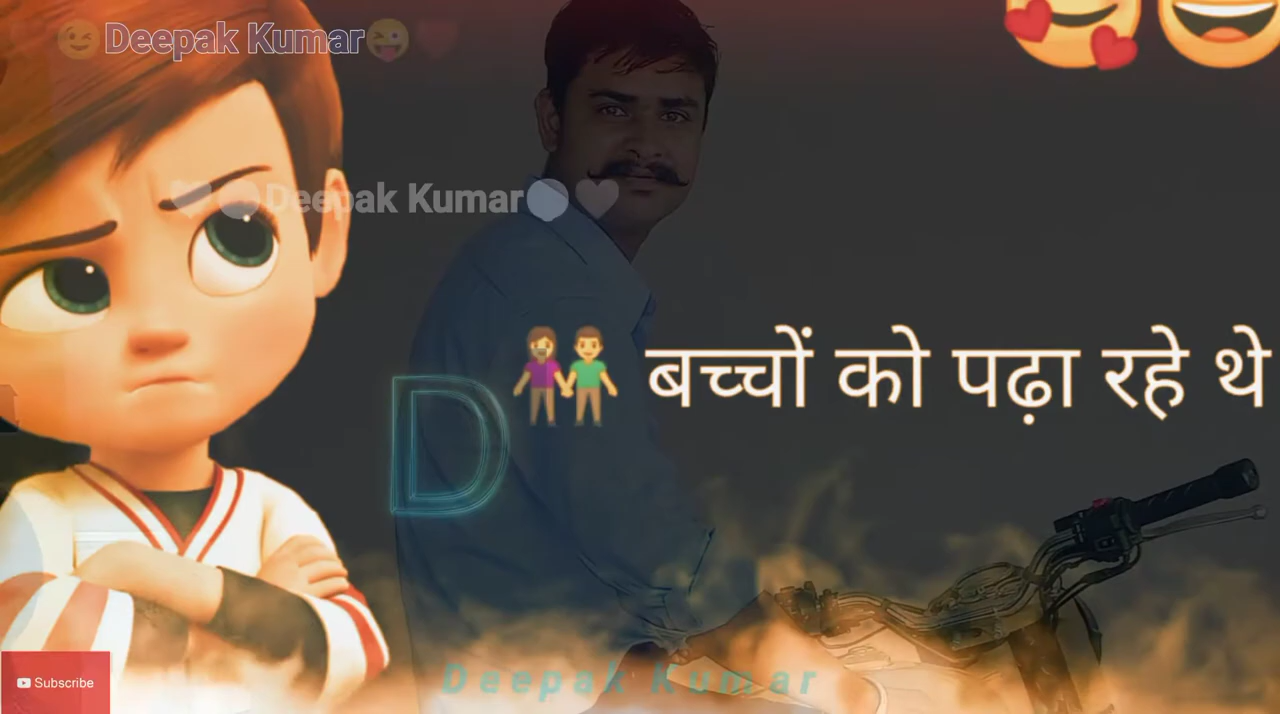 😉Deepak Kumar😜
Deepak Kumar
👫 बच्चों को पढ़ा रहे थे
D
Deepak Kumar
Subscribe